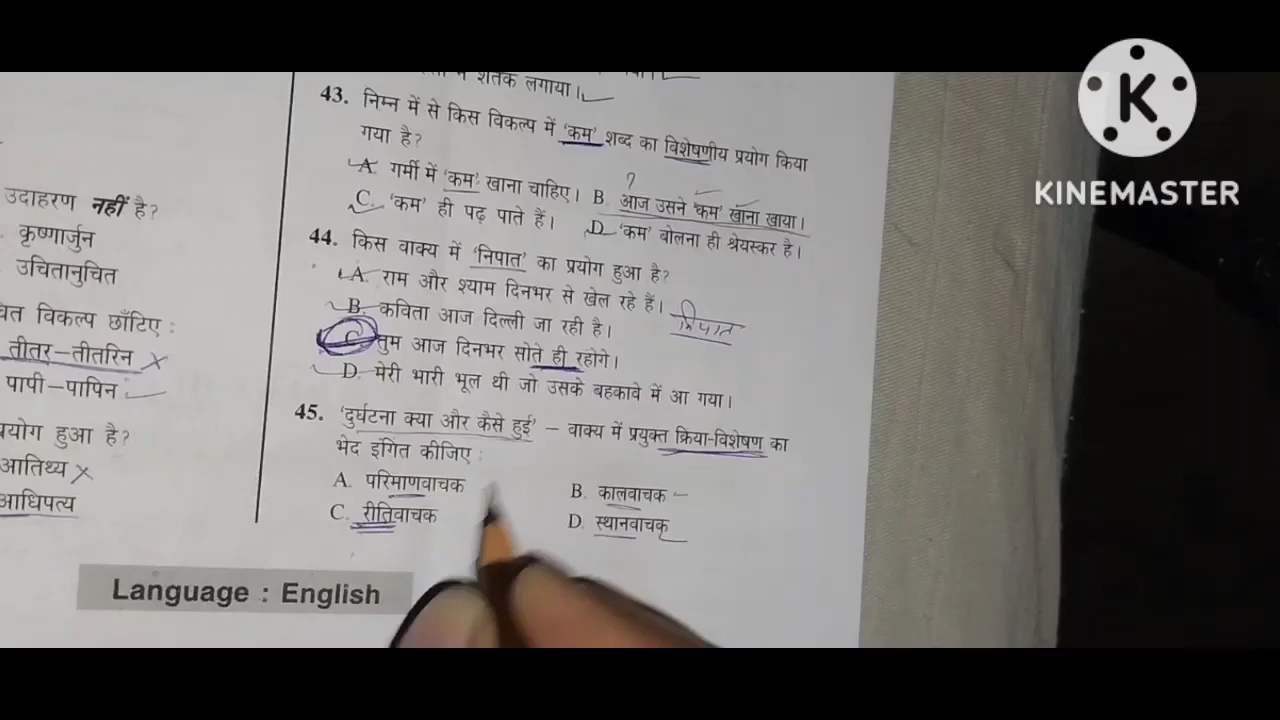 शतक लगाया।
43. निम्न में से किस विकल्प में ‘कम’ शब्द का विशेषणीय प्रयोग किया
गया है?
A. गर्मी में ‘कम’ खाना चाहिए। B. आज उसने ‘कम’ खाना खाया।
C. ‘कम’ ही पढ़ पाते हैं। D. ‘कम’ बोलना ही श्रेयस्कर है।
44. किस वाक्य में ‘निपात’ का प्रयोग हुआ है?
A. राम और श्याम दिनभर से खेल रहे हैं।
B. कविता आज दिल्ली जा रही है।
निपात
C. तुम आज दिनभर सोते ही रहोगे।
D. मेरी भारी भूल थी जो उसके बहकावे में आ गया।
45. ‘दुर्घटना क्या और कैसे हुई’ – वाक्य में प्रयुक्त क्रिया-विशेषण का
भेद इंगित कीजिए :
A. परिमाणवाचक B. कालवाचक
C. रीतिवाचक D. स्थानवाचक
उदाहरण नहीं है?
कृष्णार्जुन
उचितानुचित
विकल्प छाँटिए :
तीतर–तीतरिन
पापी–पापिन
प्रयोग हुआ है?
आतिथ्य
आधिपत्य
Language : English
K
KINEMASTER